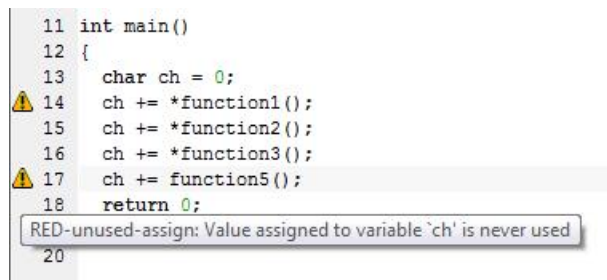 11 int main()
12 {
13 char ch = 0;
14 ch += *function1();
15 ch += *function2();
16 ch += *function3();
17 ch += function5();
18 return 0;
RED-unused-assign: Value assigned to variable `ch' is never used
20